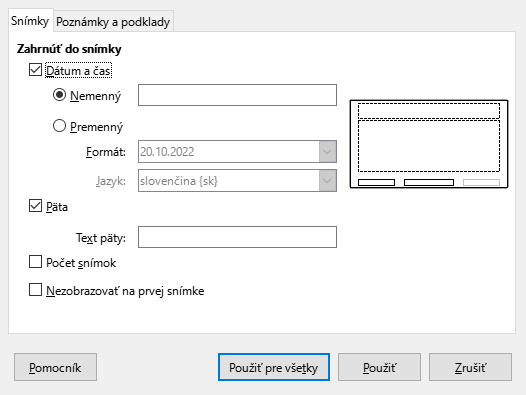 Snímky Poznámky a podklady
Zahrnúť do snímky
Dátum a čas
Nemenný
Premenný
Formát: 20.10.2022
Jazyk: slovenčina {sk}
Päta
Text päty:
Počet snímok
Nezobrazovať na prvej snímke
Pomocník Použiť pre všetky Použiť Zrušiť